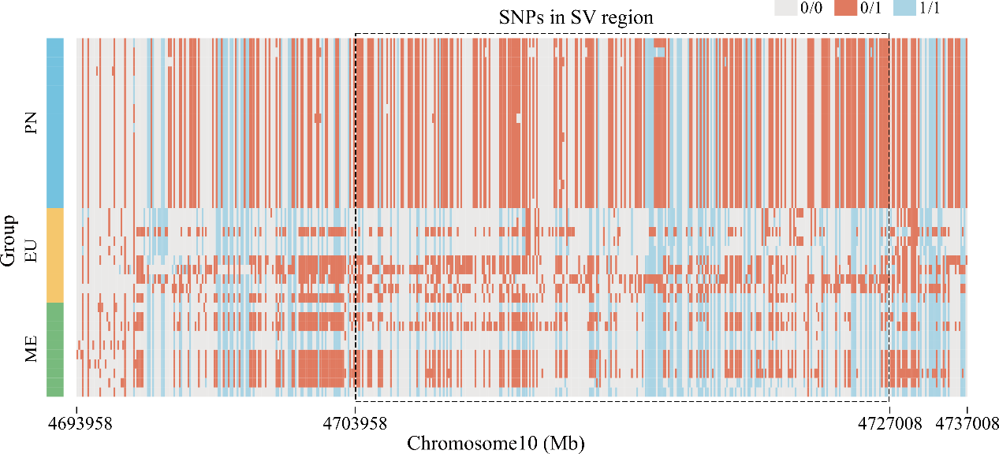 0/0 0/1 1/1
SNPs in SV region
PN
EU
ME
Group
4693958 4703958 4727008 4737008
Chromosome10 (Mb)